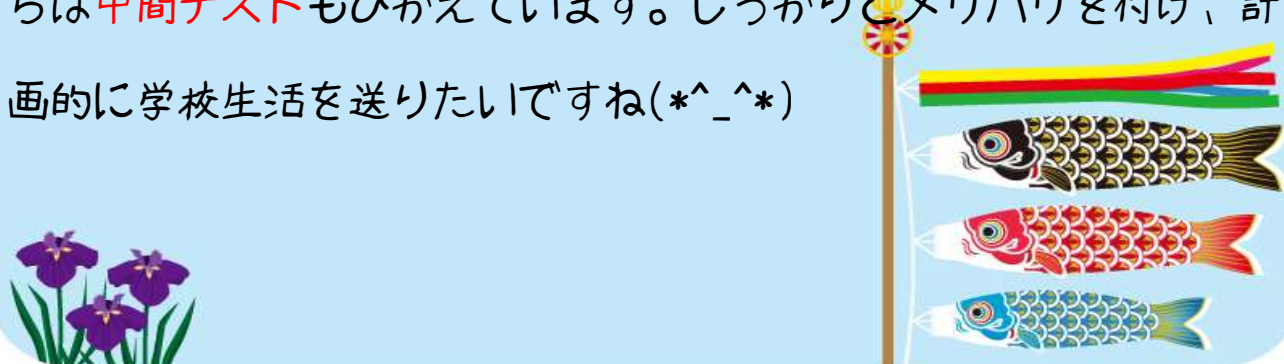 らは中間テストもひかえています。しっかりとメリハリを付け、計
画的に学校生活を送りたいですね(*^_^*)